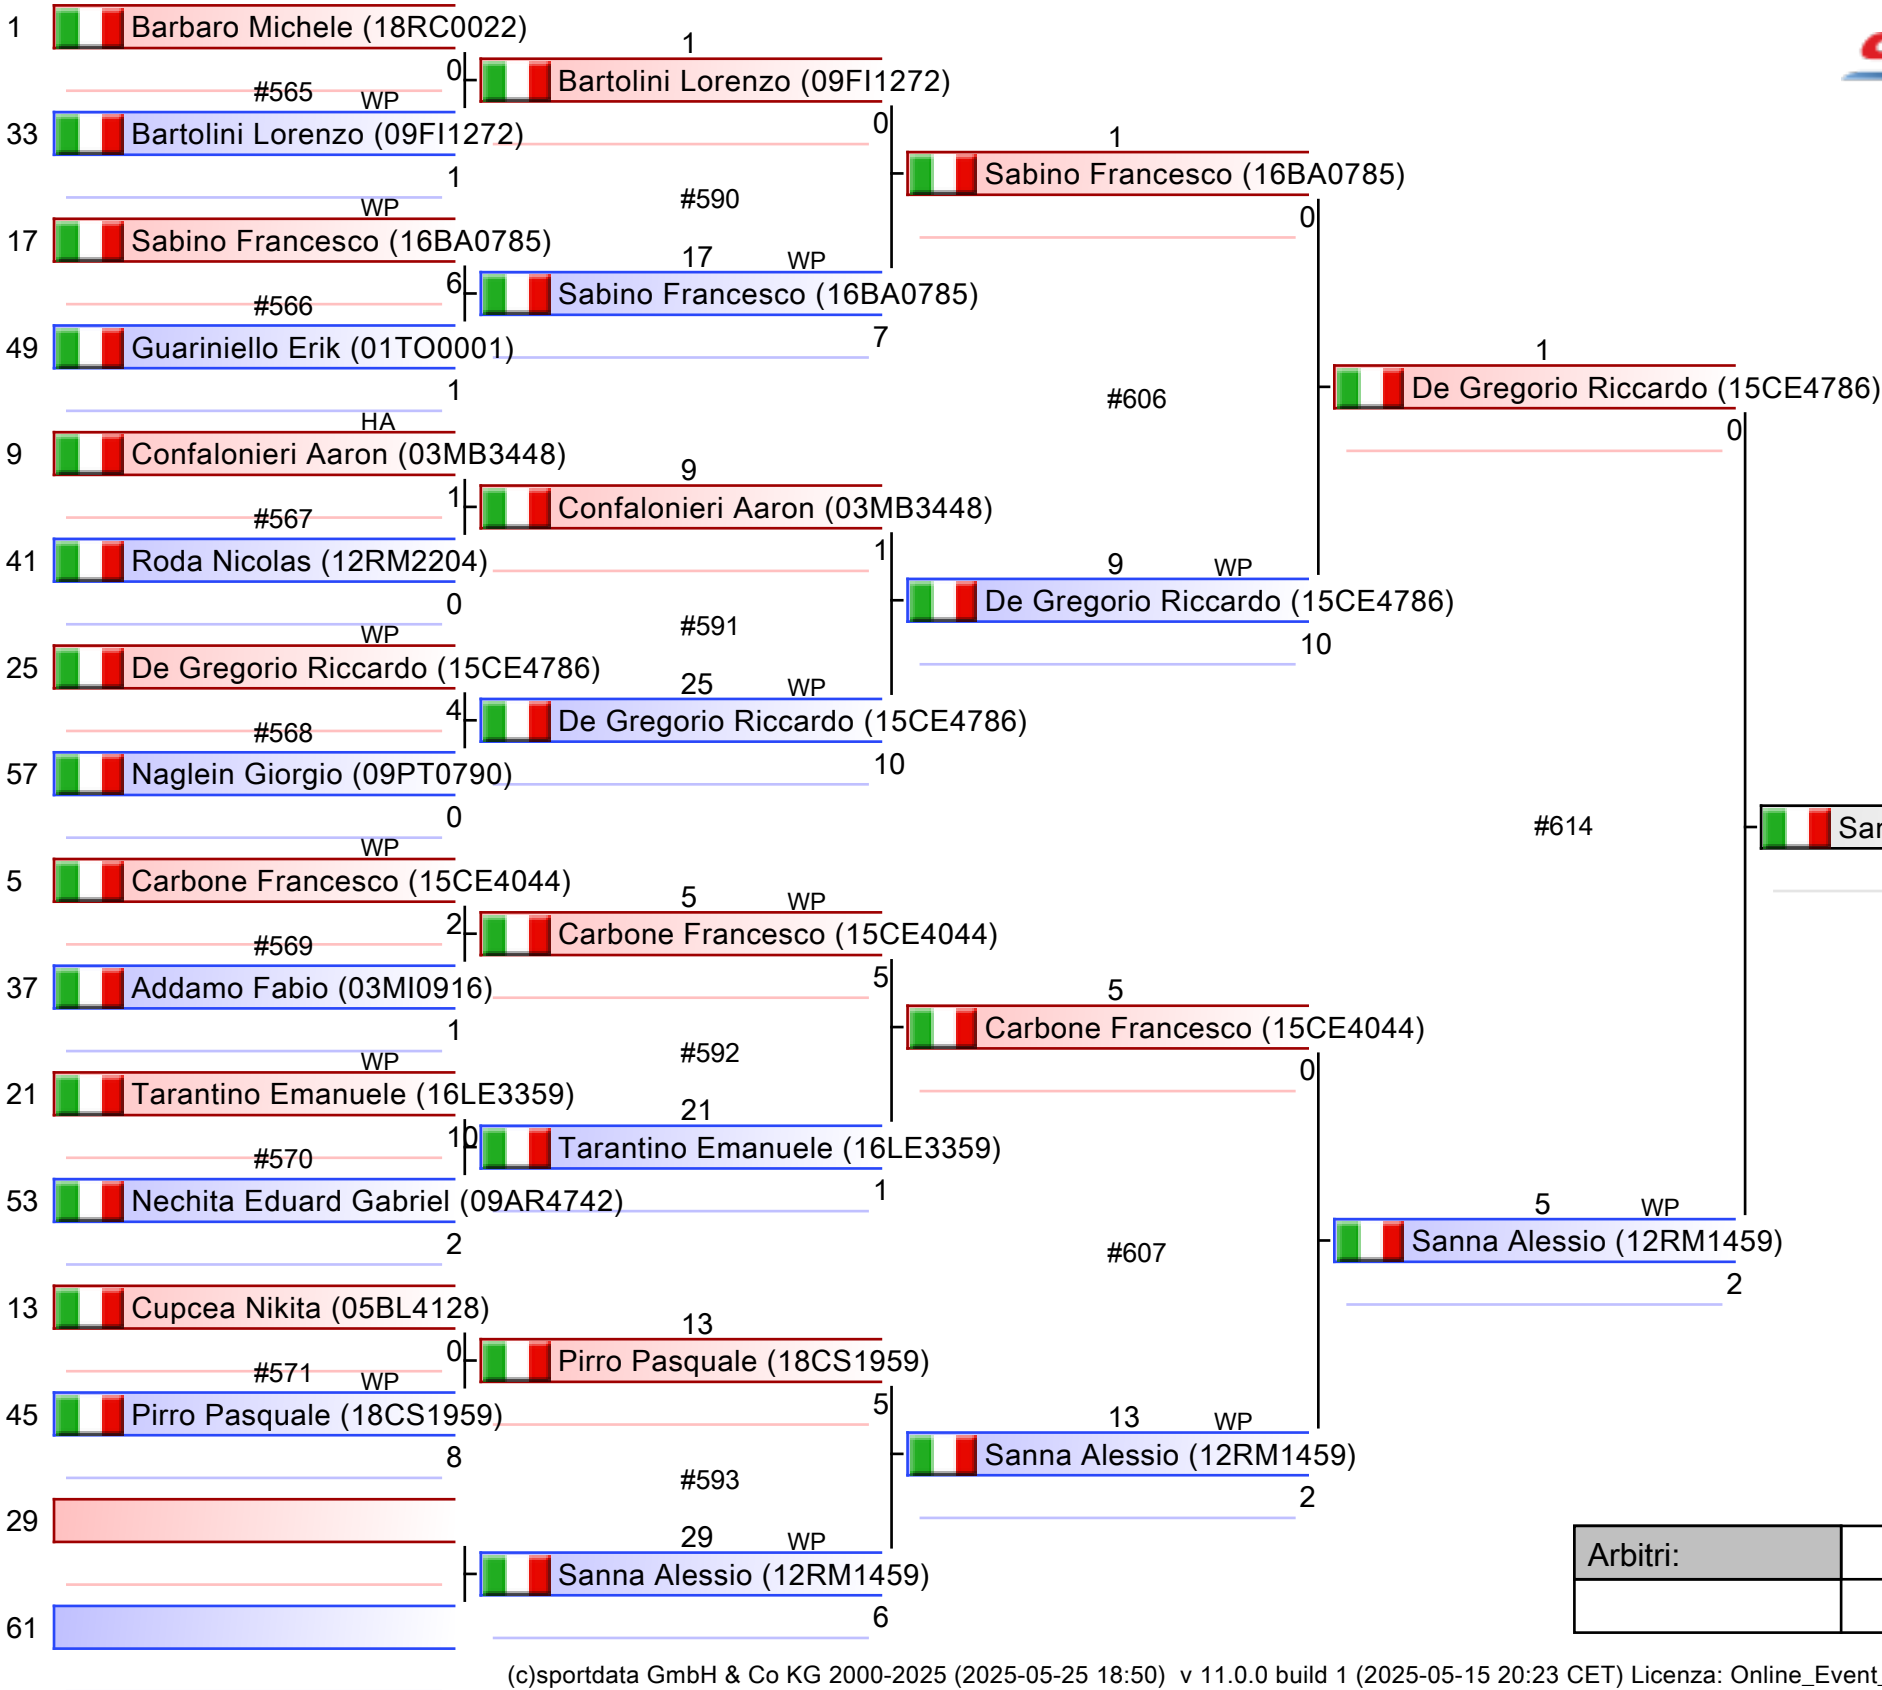 1 Barbaro Michele (18RC0022)
0
#565 WP
33 Bartolini Lorenzo (09FI1272)
1
WP
17 Sabino Francesco (16BA0785)
6
#566
49 Guariniello Erik (01TO0001)
1
HA
9 Confalonieri Aaron (03MB3448)
1
#567
41 Roda Nicolas (12RM2204)
0
WP
25 De Gregorio Riccardo (15CE4786)
4
#568
57 Naglein Giorgio (09PT0790)
0
WP
5 Carbone Francesco (15CE4044)
2
#569
37 Addamo Fabio (03MI0916)
1
WP
21 Tarantino Emanuele (16LE3359)
10
#570
53 Nechita Eduard Gabriel (09AR4742)
2
13 Cupcea Nikita (05BL4128)
0
#571 WP
45 Pirro Pasquale (18CS1959)
8
29
61
1
Bartolini Lorenzo (09FI1272)
0
#590
17 WP
Sabino Francesco (16BA0785)
7
9
Confalonieri Aaron (03MB3448)
1
#591
25 WP
De Gregorio Riccardo (15CE4786)
10
5 WP
Carbone Francesco (15CE4044)
5
#592
21
Tarantino Emanuele (16LE3359)
1
13
Pirro Pasquale (18CS1959)
5
#593
29 WP
Sanna Alessio (12RM1459)
6
1
Sabino Francesco (16BA0785)
0
#606
9 WP
De Gregorio Riccardo (15CE4786)
10
5
Carbone Francesco (15CE4044)
0
#607
13 WP
Sanna Alessio (12RM1459)
2
1
De Gregorio Riccardo (15CE4786)
0
#614
5 WP
Sanna Alessio (12RM1459)
2
Arbitri:
(c)sportdata GmbH & Co KG 2000-2025 (2025-05-25 18:50) v 11.0.0 build 1 (2025-05-15 20:23 CET) Licenza: Online_Event_